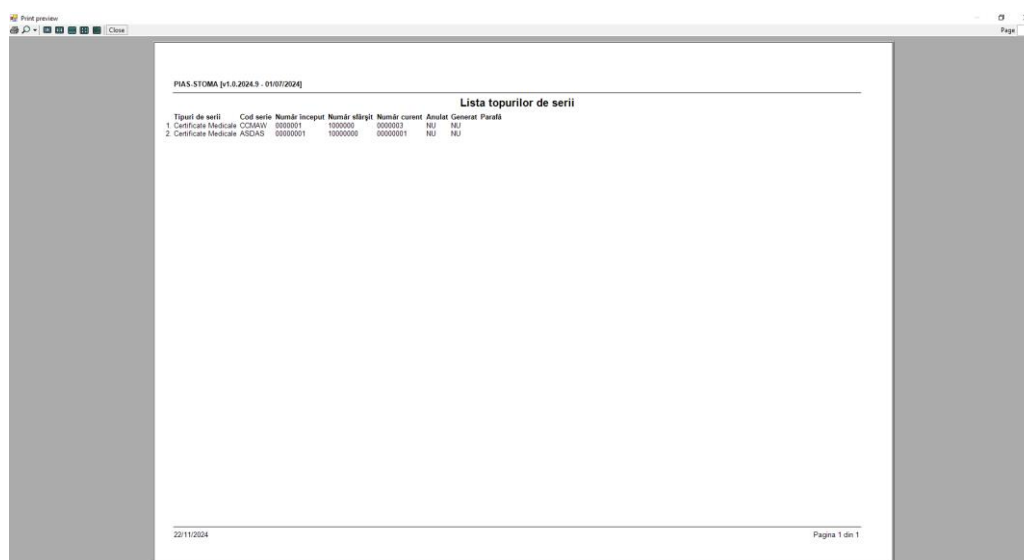 Print preview
Close
Page
PIAS-STOMA [v1.0.2024.9 - 01/07/2024]
Lista topurilor de serii
Tipuri de serii Cod serie Număr început Număr sfârșit Număr curent Anulat Generat Parafă
1. Certificate Medicale CCMAW 0000001 1000000 0000003 NU NU
2. Certificate Medicale ASDAS 00000001 10000000 00000001 NU NU
22/11/2024
Pagina 1 din 1